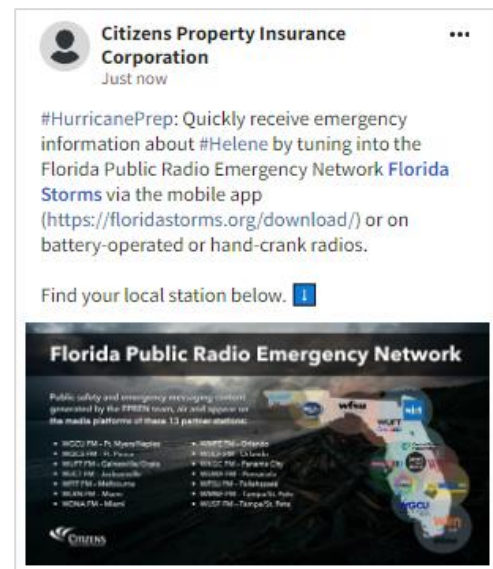 Citizens Property Insurance
Corporation
Just now
#HurricanePrep: Quickly receive emergency
information about #Helene by tuning into the
Florida Public Radio Emergency Network Florida
Storms via the mobile app
(https://floridastorms.org/download/) or on
battery-operated or hand-crank radios.
Find your local station below.
Florida Public Radio Emergency Network
Public safety and emergency messaging content
generated by the FPREN team, air and appear on
the media platforms of these 13 partner stations:
WGCU FM - Ft. Myers/Naples
WQCS FM - Ft. Pierce
WUFT FM - Gainesville/Ocala
WJCT FM - Jacksonville
WFIT FM - Melbourne
WLRN FM - Miami
WDNA FM - Miami
WMFE FM - Orlando
WUCF FM - Orlando
WKGC FM - Panama City
WUWF FM - Pensacola
WFSU FM - Tallahassee
WMNF FM - Tampa/St. Pete
WUSF FM - Tampa/St. Pete
wfsu
WUFT
WGCU
CITIZENS